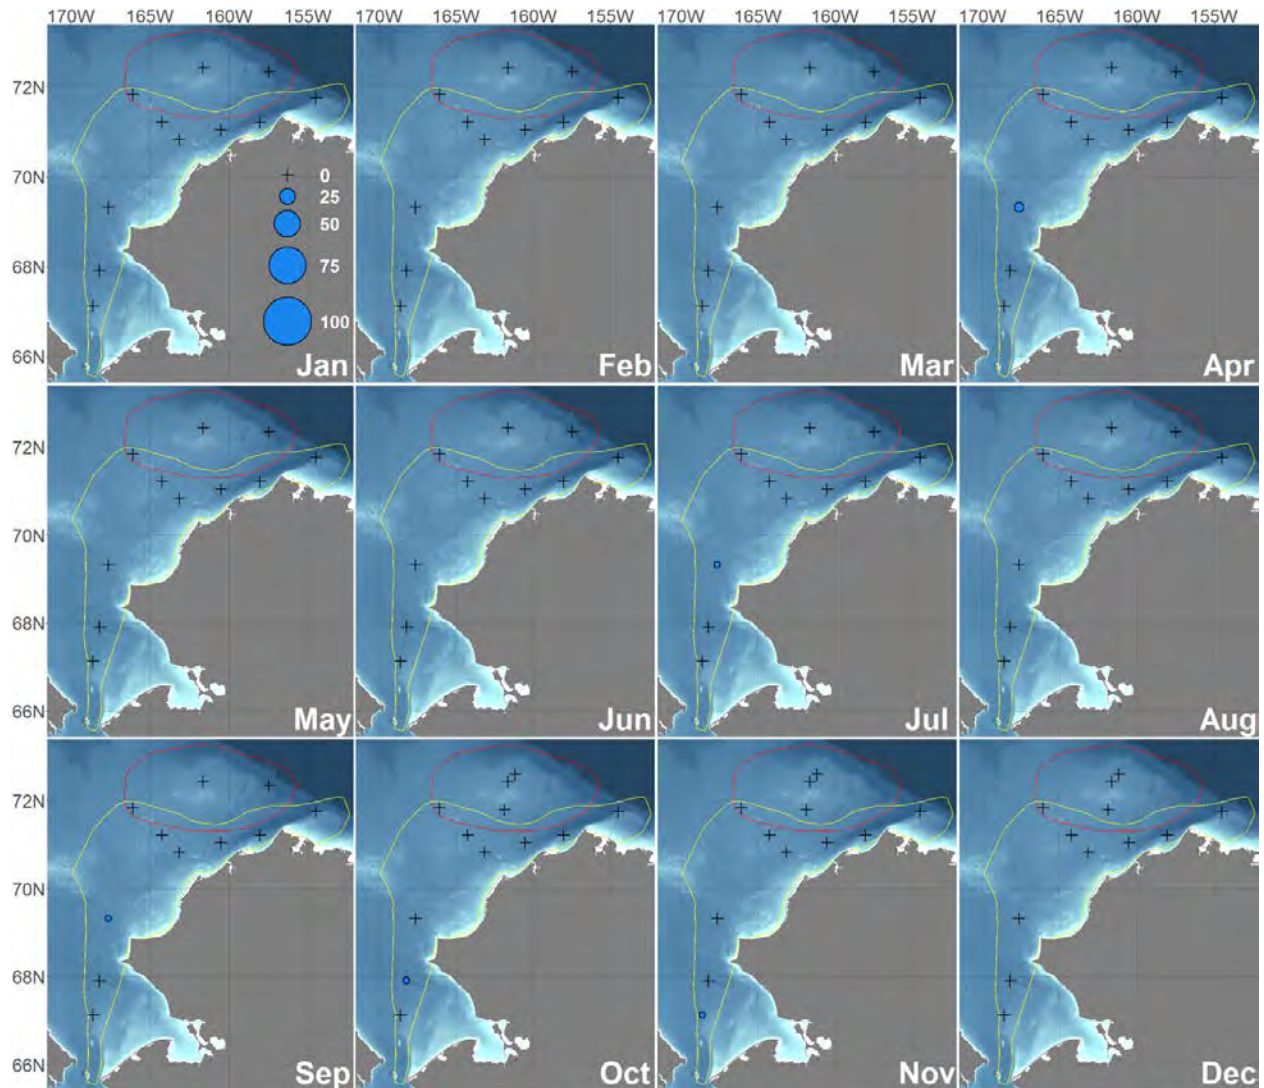 170W 165W 160W 155W 170W 165W 160W 155W 170W 165W 160W 155W 170W 165W 160W 155W
72N
70N
68N
66N
0
25
50
75
100
Jan
Feb
Mar
Apr
72N
70N
68N
66N
May
Jun
Jul
Aug
72N
70N
68N
66N
Sep
Oct
Nov
Dec